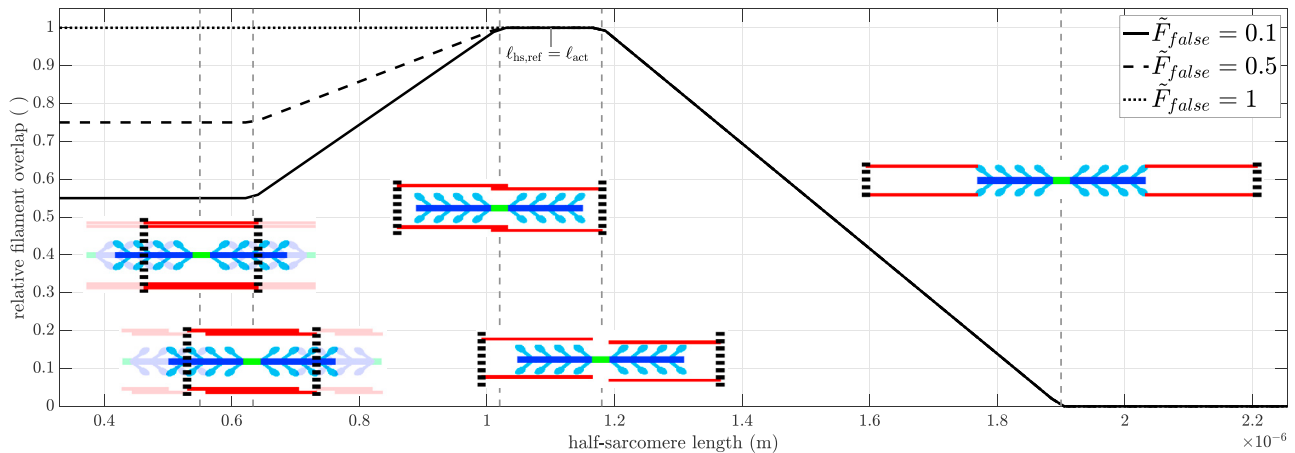 relative filament overlap ( )
1
0.9
0.8
0.7
0.6
0.5
0.4
0.3
0.2
0.1
0
ℓhs,ref = ℓact
F̃false = 0.1
F̃false = 0.5
F̃false = 1
0.4 0.6 0.8 1 1.2 1.4 1.6 1.8 2 2.2
half-sarcomere length (m)
×10⁻⁶